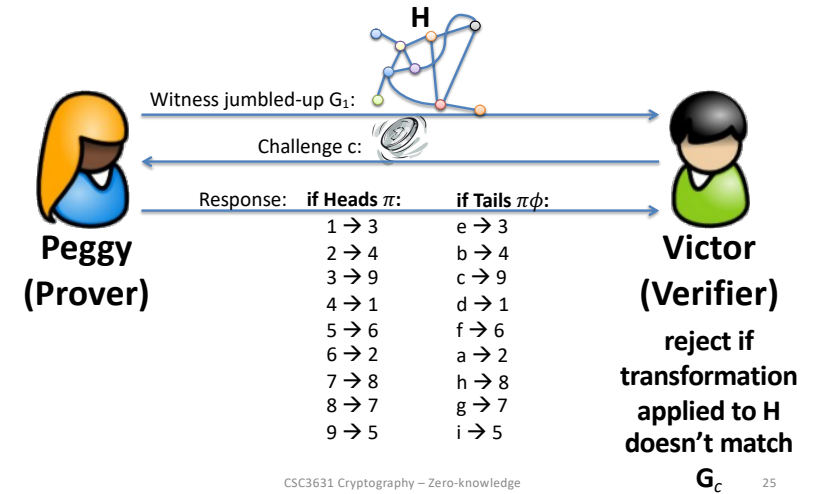 H
Witness jumbled-up G₁:
Challenge c:
Response: if Heads π: if Tails πϕ:
1 → 3 e → 3
2 → 4 b → 4
3 → 9 c → 9
4 → 1 d → 1
5 → 6 f → 6
6 → 2 a → 2
7 → 8 h → 8
8 → 7 g → 7
9 → 5 i → 5
Peggy
(Prover)
Victor
(Verifier)
reject if
transformation
applied to H
doesn't match
G𝑐
CSC3631 Cryptography – Zero-knowledge
25